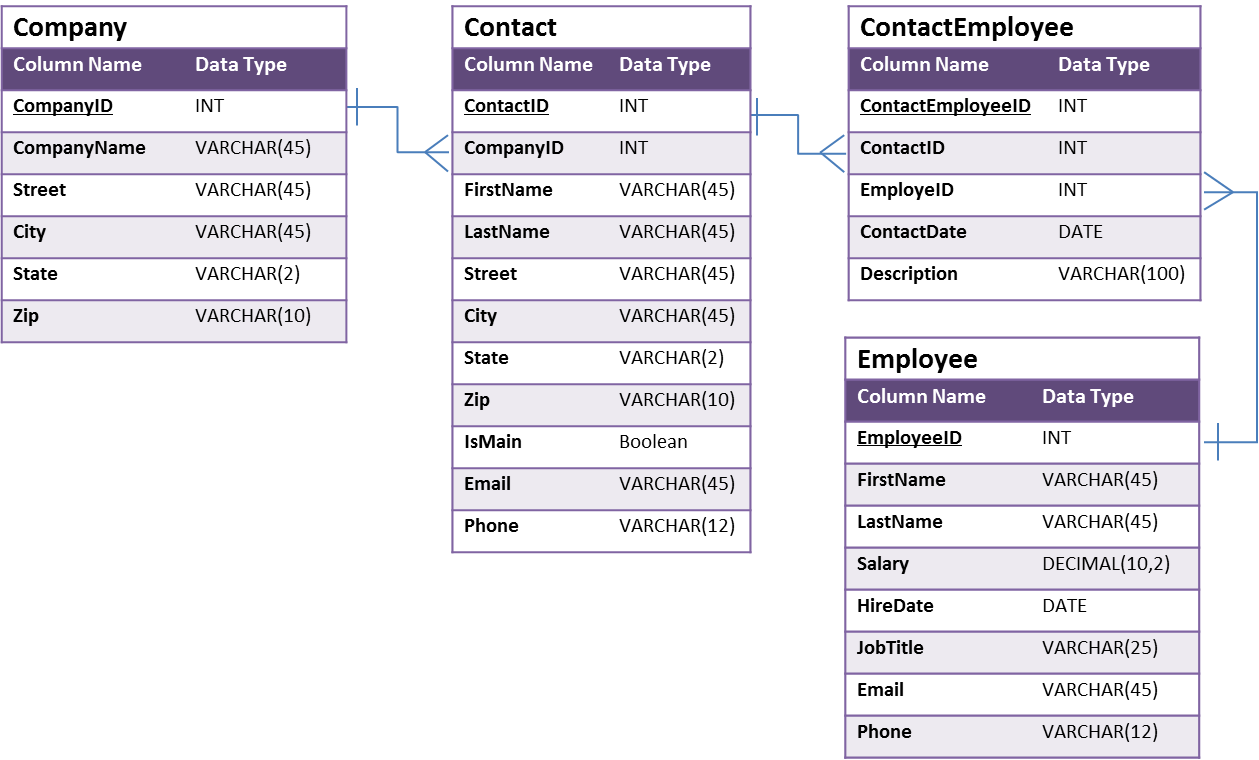 Company
Column Name Data Type
CompanyID INT
CompanyName VARCHAR(45)
Street VARCHAR(45)
City VARCHAR(45)
State VARCHAR(2)
Zip VARCHAR(10)
Contact
Column Name Data Type
ContactID INT
CompanyID INT
FirstName VARCHAR(45)
LastName VARCHAR(45)
Street VARCHAR(45)
City VARCHAR(45)
State VARCHAR(2)
Zip VARCHAR(10)
IsMain Boolean
Email VARCHAR(45)
Phone VARCHAR(12)
ContactEmployee
Column Name Data Type
ContactEmployeeID INT
ContactID INT
EmployeID INT
ContactDate DATE
Description VARCHAR(100)
Employee
Column Name Data Type
EmployeeID INT
FirstName VARCHAR(45)
LastName VARCHAR(45)
Salary DECIMAL(10,2)
HireDate DATE
JobTitle VARCHAR(25)
Email VARCHAR(45)
Phone VARCHAR(12)